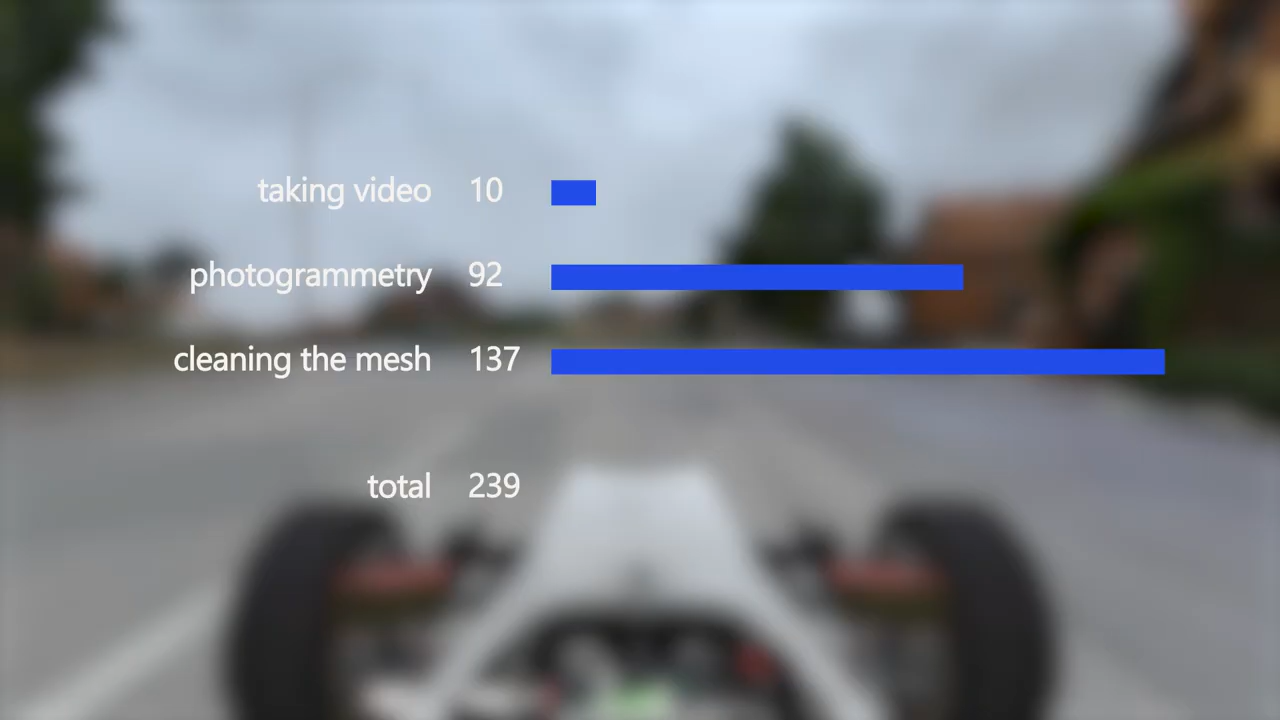 taking video 10
photogrammetry 92
cleaning the mesh 137
total 239